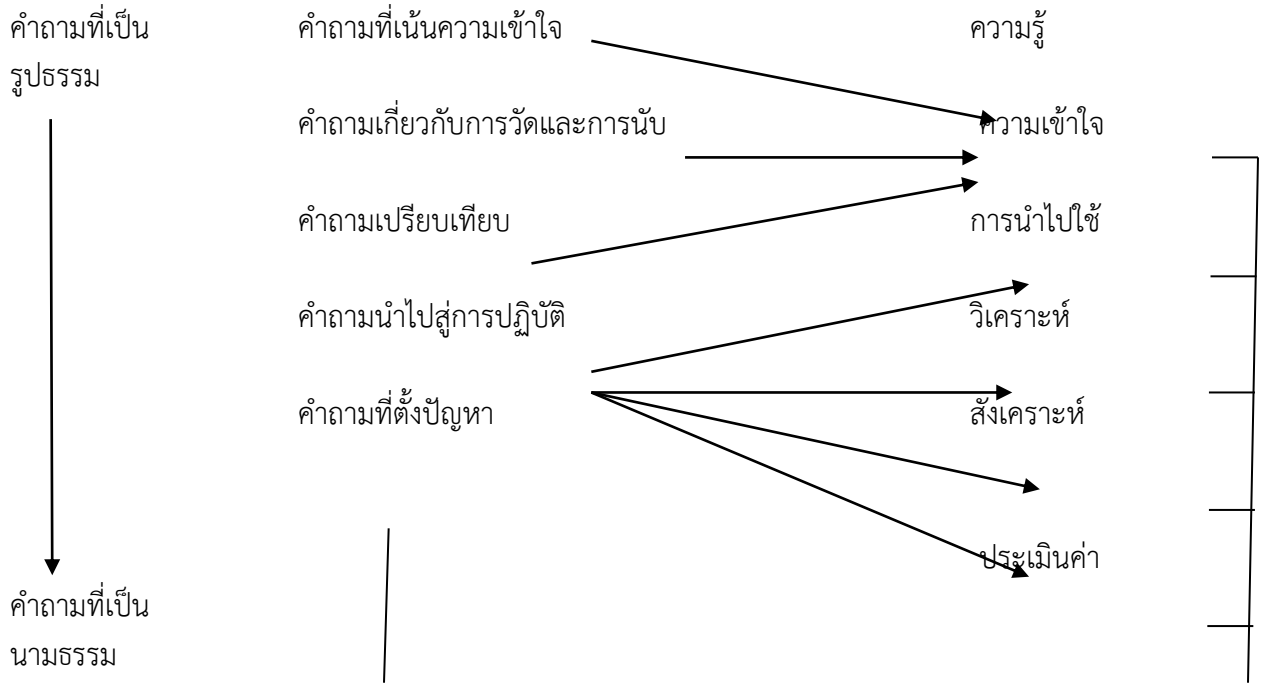 คำถามที่เป็น คำถามที่เน้นความเข้าใจ ความรู้
รูปธรรม
คำถามเกี่ยวกับการวัดและการนับ ความเข้าใจ
คำถามเปรียบเทียบ การนำไปใช้
คำถามนำไปสู่การปฏิบัติ วิเคราะห์
คำถามที่ตั้งปัญหา สังเคราะห์
ประเมินค่า
คำถามที่เป็น
นามธรรม